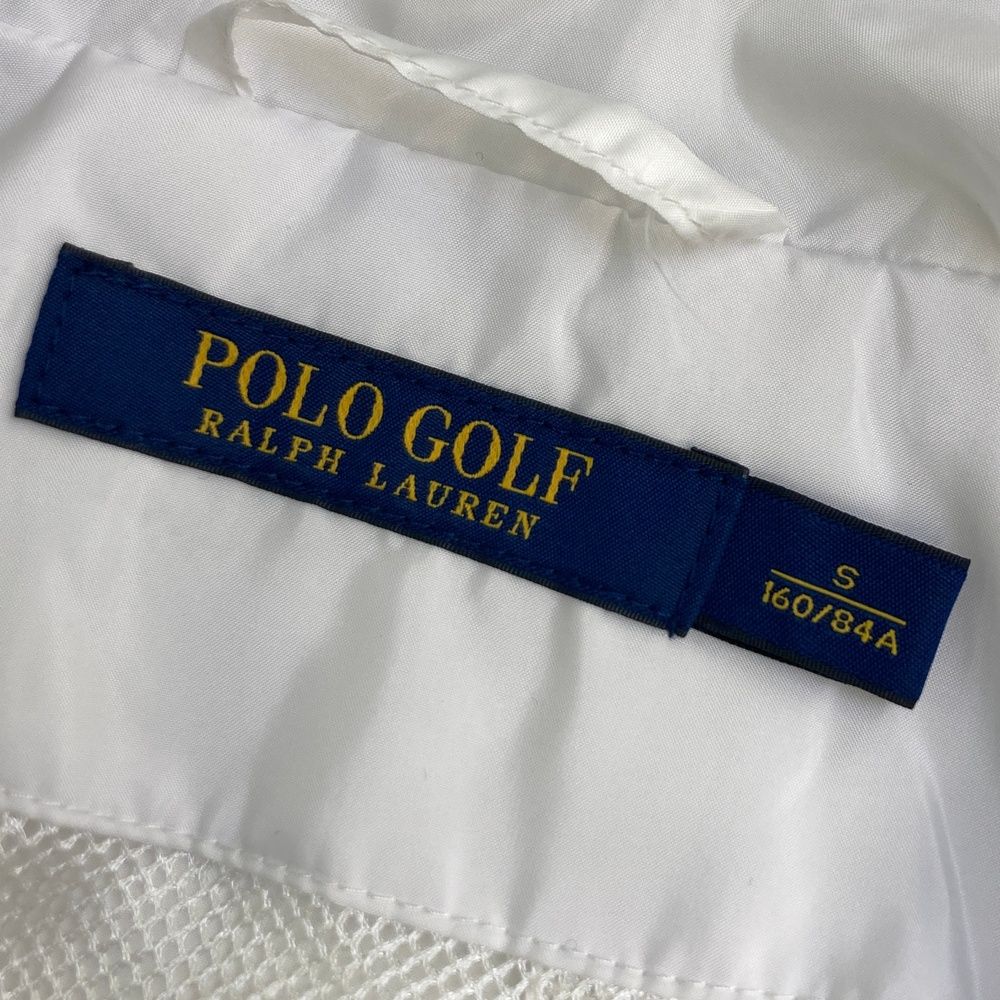 POLO GOLF
RALPH LAUREN
S
160/84A